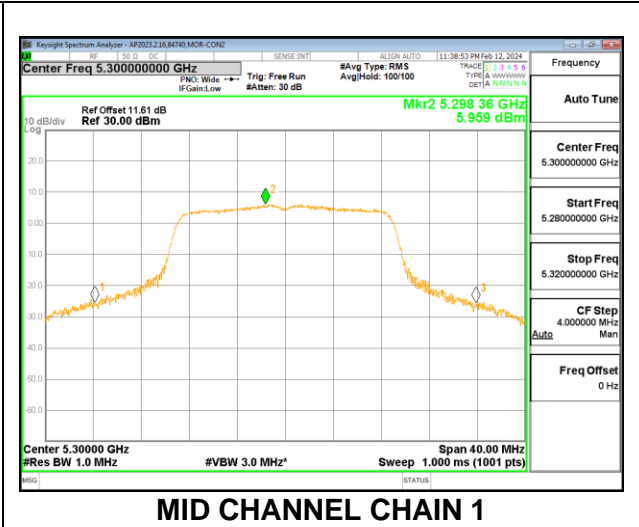 Keysight Spectrum Analyzer - AP2023.2.16,84740,MOR-CON2
RF 50 Ω DC SENSE:INT ALIGN AUTO 11:38:53 PM Feb 12, 2024
Center Freq 5.300000000 GHz
PNO: Wide
IFGain:Low
Trig: Free Run
#Atten: 30 dB
#Avg Type: RMS
Avg|Hold: 100/100
TRACE 1 2 3 4 5 6
TYPE A WWWWW
DET A N N N N N
Frequency
Auto Tune
Center Freq
5.300000000 GHz
Start Freq
5.280000000 GHz
Stop Freq
5.320000000 GHz
CF Step
4.000000 MHz
Auto Man
Freq Offset
0 Hz
Ref Offset 11.61 dB
10 dB/div Ref 30.00 dBm
Log
Mkr2 5.298 36 GHz
5.959 dBm
20.0
10.0
0.00
-10.0
-20.0
-30.0
-40.0
-50.0
-60.0
1
2
3
Center 5.30000 GHz Span 40.00 MHz
#Res BW 1.0 MHz #VBW 3.0 MHz* Sweep 1.000 ms (1001 pts)
MSG STATUS
MID CHANNEL CHAIN 1